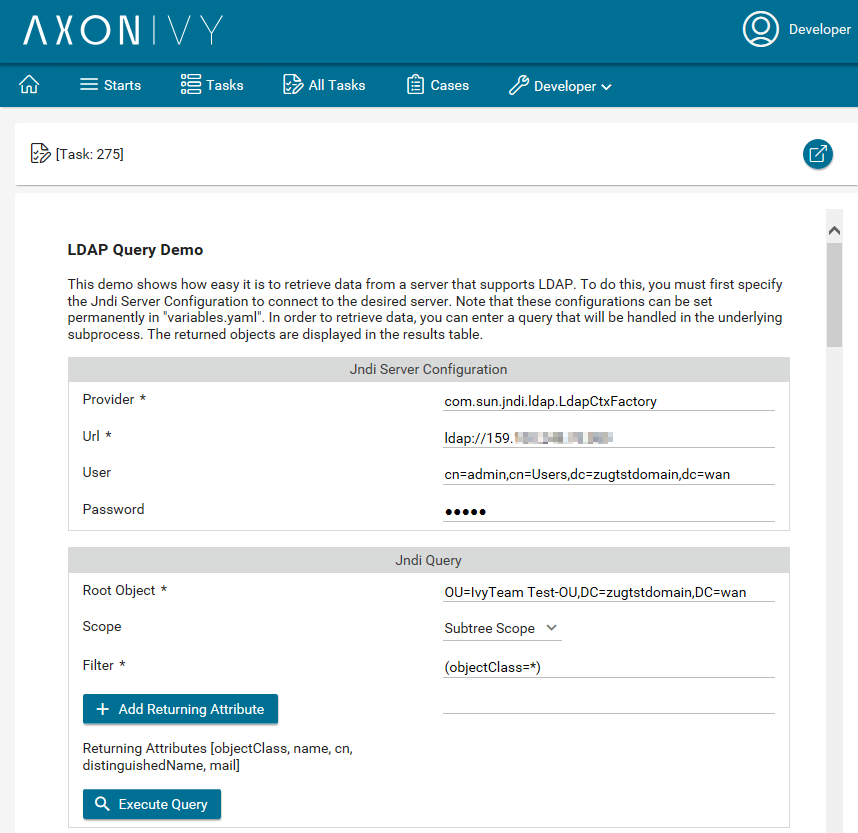 AXON|IVY
Developer
Starts
Tasks
All Tasks
Cases
Developer
[Task: 275]
LDAP Query Demo
This demo shows how easy it is to retrieve data from a server that supports LDAP. To do this, you must first specify
the Jndi Server Configuration to connect to the desired server. Note that these configurations can be set
permanently in "variables.yaml". In order to retrieve data, you can enter a query that will be handled in the underlying
subprocess. The returned objects are displayed in the results table.
Jndi Server Configuration
Provider * com.sun.jndi.ldap.LdapCtxFactory
Url * ldap://159.
User cn=admin,cn=Users,dc=zugtstdomain,dc=wan
Password •••••
Jndi Query
Root Object * OU=IvyTeam Test-OU,DC=zugtstdomain,DC=wan
Scope Subtree Scope
Filter * (objectClass=*)
+ Add Returning Attribute
Returning Attributes [objectClass, name, cn,
distinguishedName, mail]
Execute Query